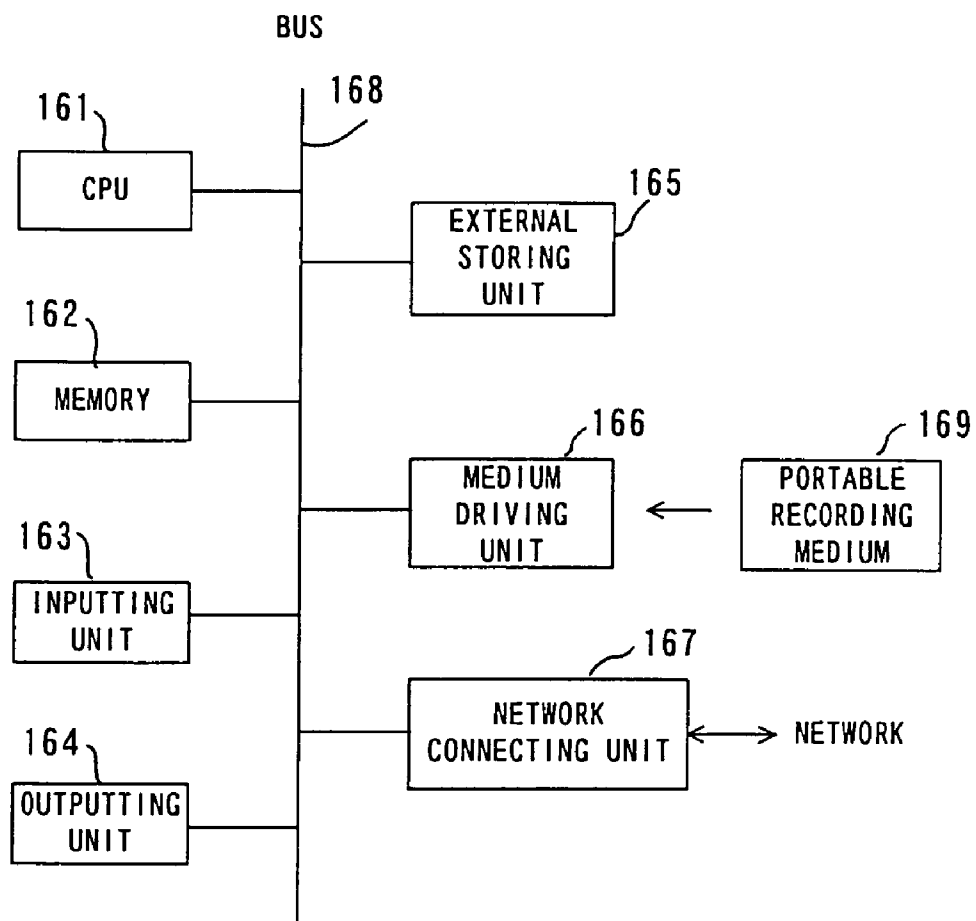 BUS
168
161
CPU
165
EXTERNAL
STORING
UNIT
162
MEMORY
166
MEDIUM
DRIVING
UNIT
169
PORTABLE
RECORDING
MEDIUM
163
INPUTTING
UNIT
167
NETWORK
CONNECTING UNIT
NETWORK
164
OUTPUTTING
UNIT